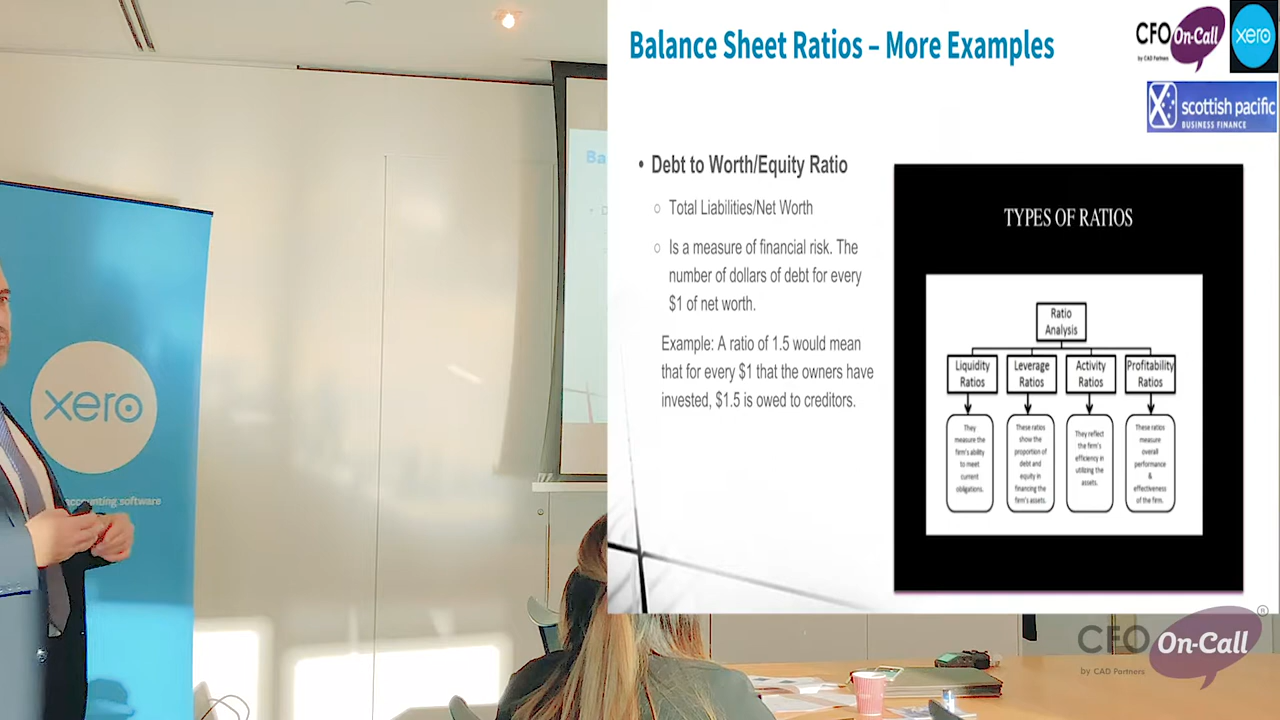 Balance Sheet Ratios – More Examples
CFO On-Call
by CAD Partners
xero
scottish pacific
BUSINESS FINANCE
• Debt to Worth/Equity Ratio
○ Total Liabilities/Net Worth
○ Is a measure of financial risk. The
number of dollars of debt for every
$1 of net worth.
Example: A ratio of 1.5 would mean
that for every $1 that the owners have
invested, $1.5 is owed to creditors.
TYPES OF RATIOS
Ratio
Analysis
Liquidity
Ratios
Leverage
Ratios
Activity
Ratios
Profitability
Ratios
They
measure the
firm's ability
to meet
current
obligations.
These ratios
show the
proportion of
debt and
equity in
financing the
firm's assets.
They reflect
the firm's
efficiency in
utilizing the
assets.
These ratios
measure
overall
performance
&
effectiveness
of the firm.
Ba
D
xero
accounting software
CFO On-Call ®
by CAD Partners